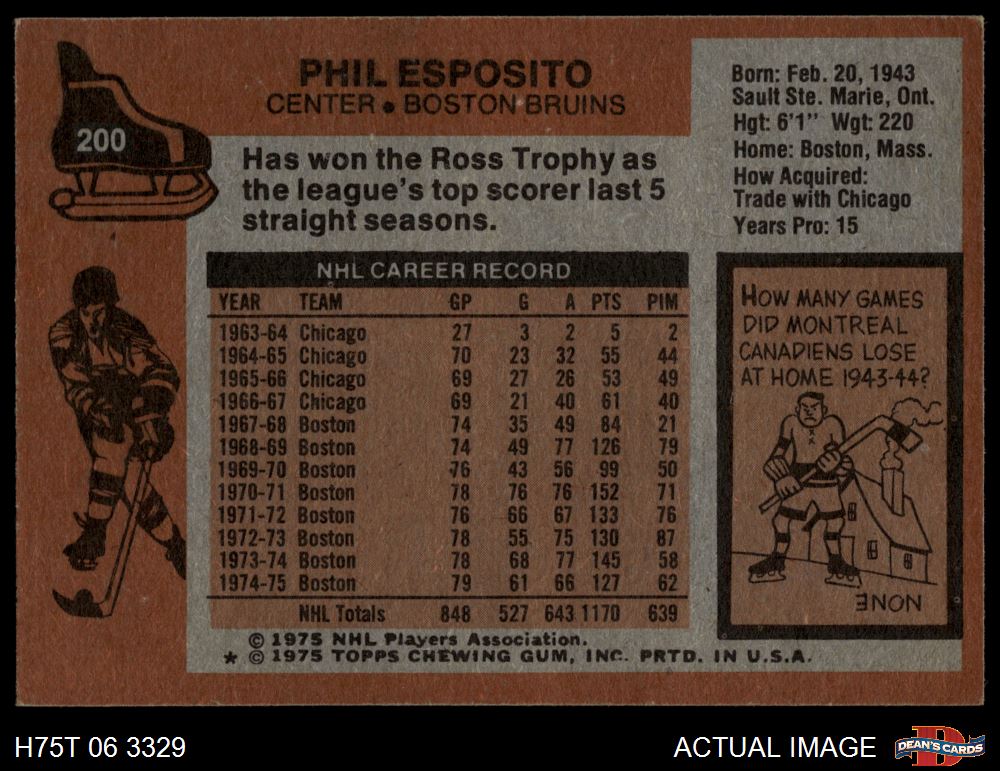 200
PHIL ESPOSITO
CENTER • BOSTON BRUINS
Has won the Ross Trophy as
the league's top scorer last 5
straight seasons.
Born: Feb. 20, 1943
Sault Ste. Marie, Ont.
Hgt: 6'1" Wgt: 220
Home: Boston, Mass.
How Acquired:
Trade with Chicago
Years Pro: 15
NHL CAREER RECORD
YEAR TEAM GP G A PTS PIM
1963-64 Chicago 27 3 2 5 2
1964-65 Chicago 70 23 32 55 44
1965-66 Chicago 69 27 26 53 49
1966-67 Chicago 69 21 40 61 40
1967-68 Boston 74 35 49 84 21
1968-69 Boston 74 49 77 126 79
1969-70 Boston 76 43 56 99 50
1970-71 Boston 78 76 76 152 71
1971-72 Boston 76 66 67 133 76
1972-73 Boston 78 55 75 130 87
1973-74 Boston 78 68 77 145 58
1974-75 Boston 79 61 66 127 62
NHL Totals 848 527 643 1170 639
HOW MANY GAMES
DID MONTREAL
CANADIENS LOSE
AT HOME 1943-44?
NONE
© 1975 NHL Players Association.
* © 1975 TOPPS CHEWING GUM, INC. PRTD. IN U.S.A.
H75T 06 3329
ACTUAL IMAGE
D
DEAN'S CARDS